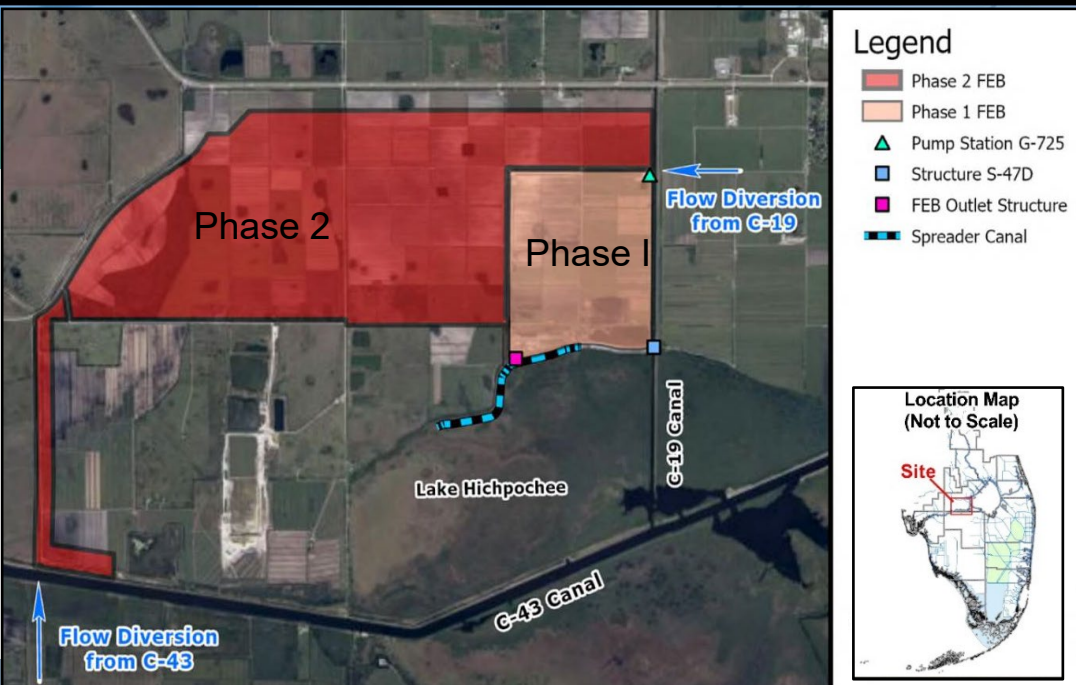 Phase 2
Phase I
Flow Diversion
from C-19
C-19 Canal
Lake Hichpochee
C-43 Canal
Flow Diversion
from C-43
Legend
Phase 2 FEB
Phase 1 FEB
Pump Station G-725
Structure S-47D
FEB Outlet Structure
Spreader Canal
Location Map
(Not to Scale)
Site